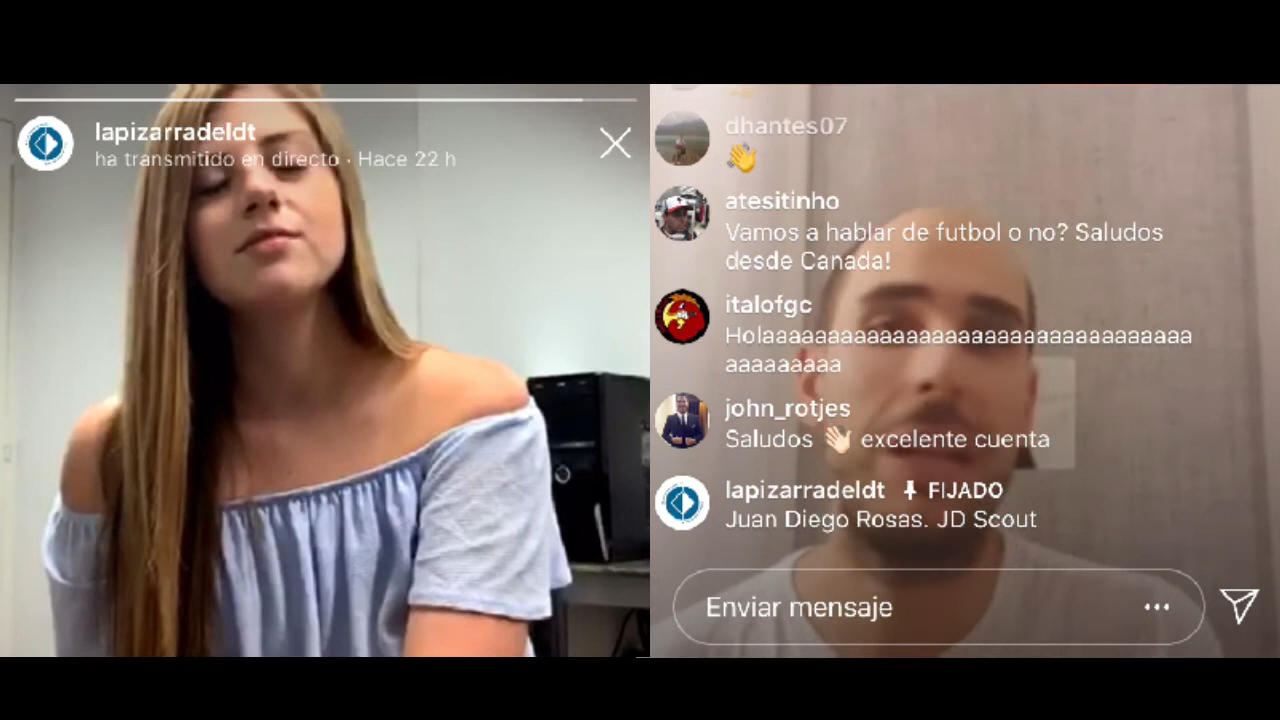 lapizarradeldt
ha transmitido en directo · Hace 22 h
dhantes07
👋
atesitinho
Vamos a hablar de futbol o no? Saludos
desde Canada!
italofgc
Holaaaaaaaaaaaaaaaaaaaaaaaaaaaaaaaaa
aaaaaaaaa
john_rotjes
Saludos 👋🏻 excelente cuenta
lapizarradeldt FIJADO
Juan Diego Rosas. JD Scout
Enviar mensaje